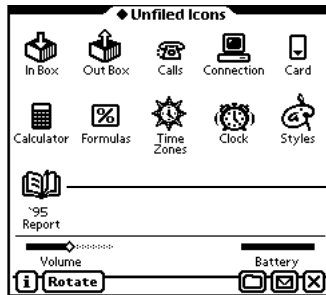 ◆Unfiled Icons
In Box Out Box Calls Connection Card
Calculator Formulas Time Zones Clock Styles
'95 Report
Volume Battery
i Rotate